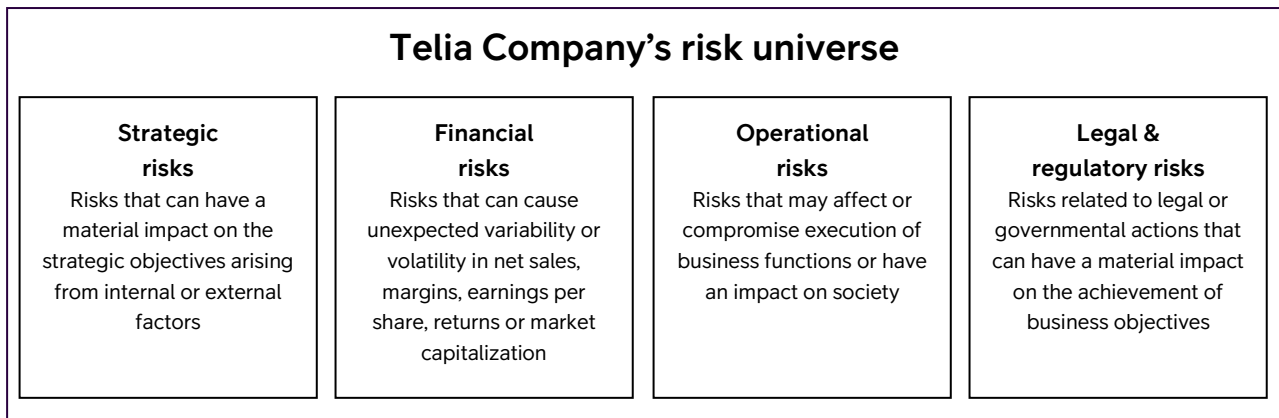 Telia Company’s risk universe
Strategic
risks
Risks that can have a
material impact on the
strategic objectives arising
from internal or external
factors
Financial
risks
Risks that can cause
unexpected variability or
volatility in net sales,
margins, earnings per
share, returns or market
capitalization
Operational
risks
Risks that may affect or
compromise execution of
business functions or have
an impact on society
Legal &
regulatory risks
Risks related to legal or
governmental actions that
can have a material impact
on the achievement of
business objectives